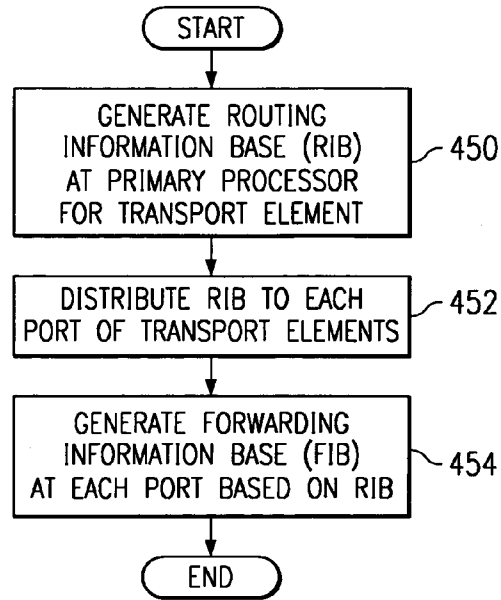 START
GENERATE ROUTING
INFORMATION BASE (RIB)
AT PRIMARY PROCESSOR
FOR TRANSPORT ELEMENT
450
DISTRIBUTE RIB TO EACH
PORT OF TRANSPORT ELEMENTS
452
GENERATE FORWARDING
INFORMATION BASE (FIB)
AT EACH PORT BASED ON RIB
454
END